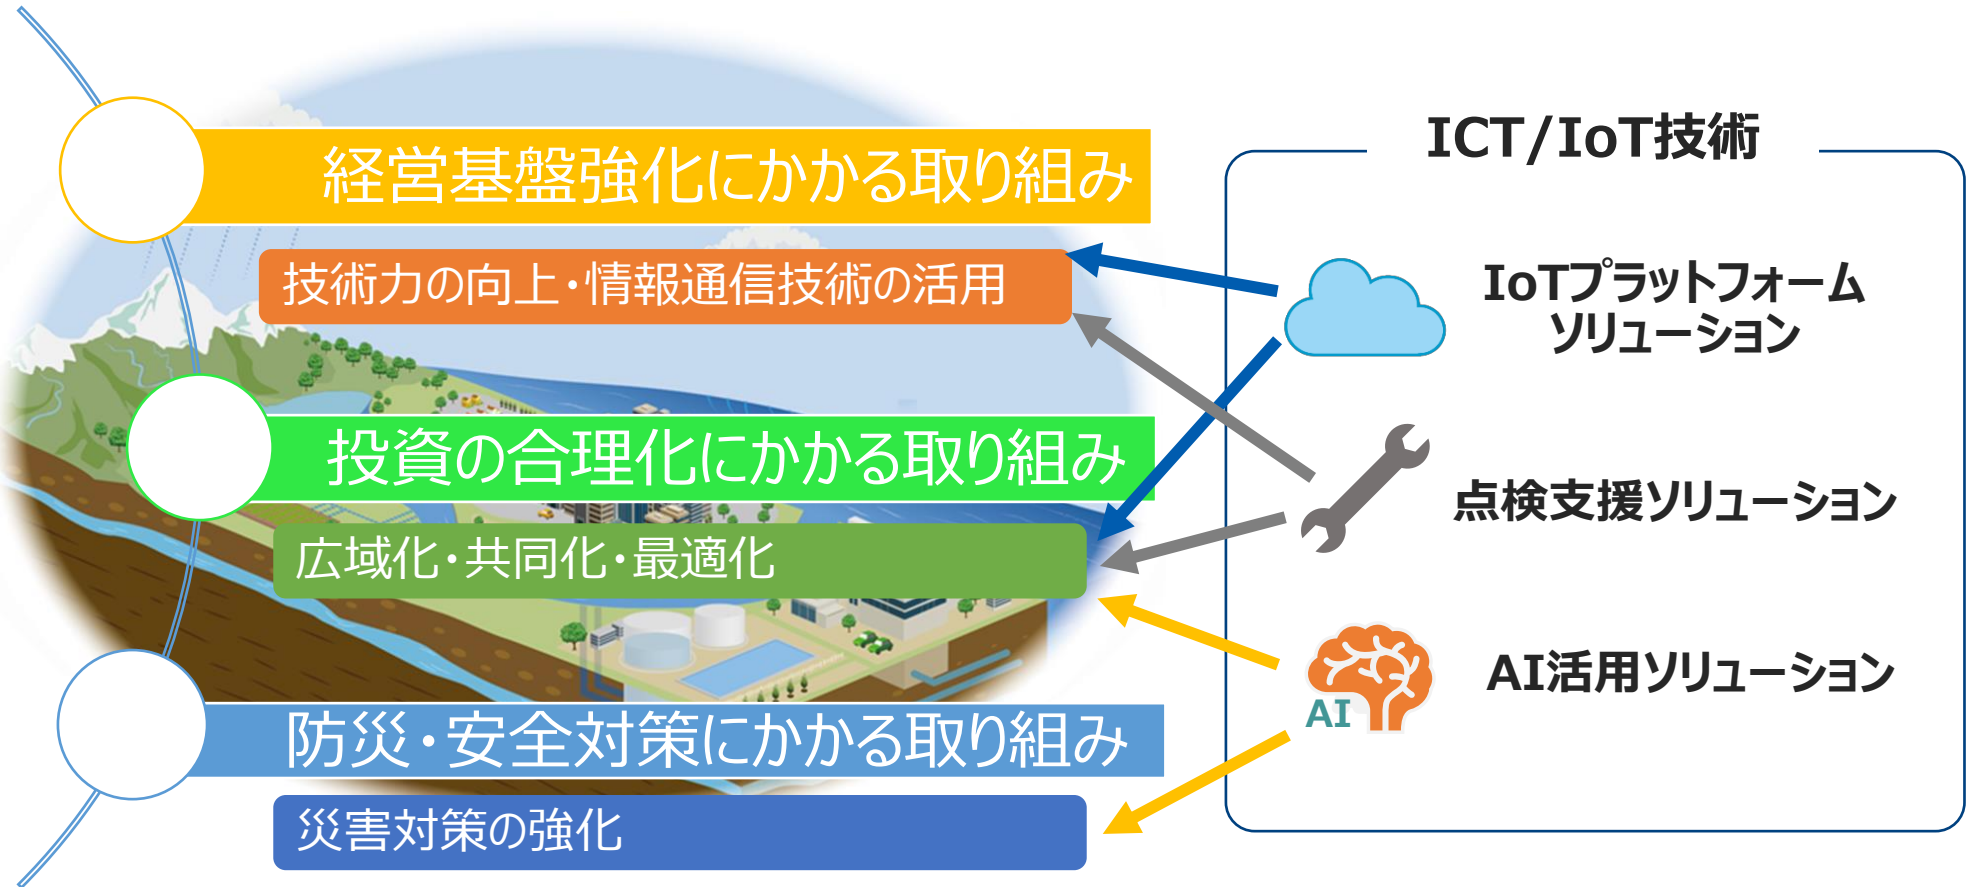 経営基盤強化にかかる取り組み
技術力の向上・情報通信技術の活用
投資の合理化にかかる取り組み
広域化・共同化・最適化
防災・安全対策にかかる取り組み
災害対策の強化
ICT/IoT技術
IoTプラットフォーム
ソリューション
点検支援ソリューション
AI活用ソリューション
AI